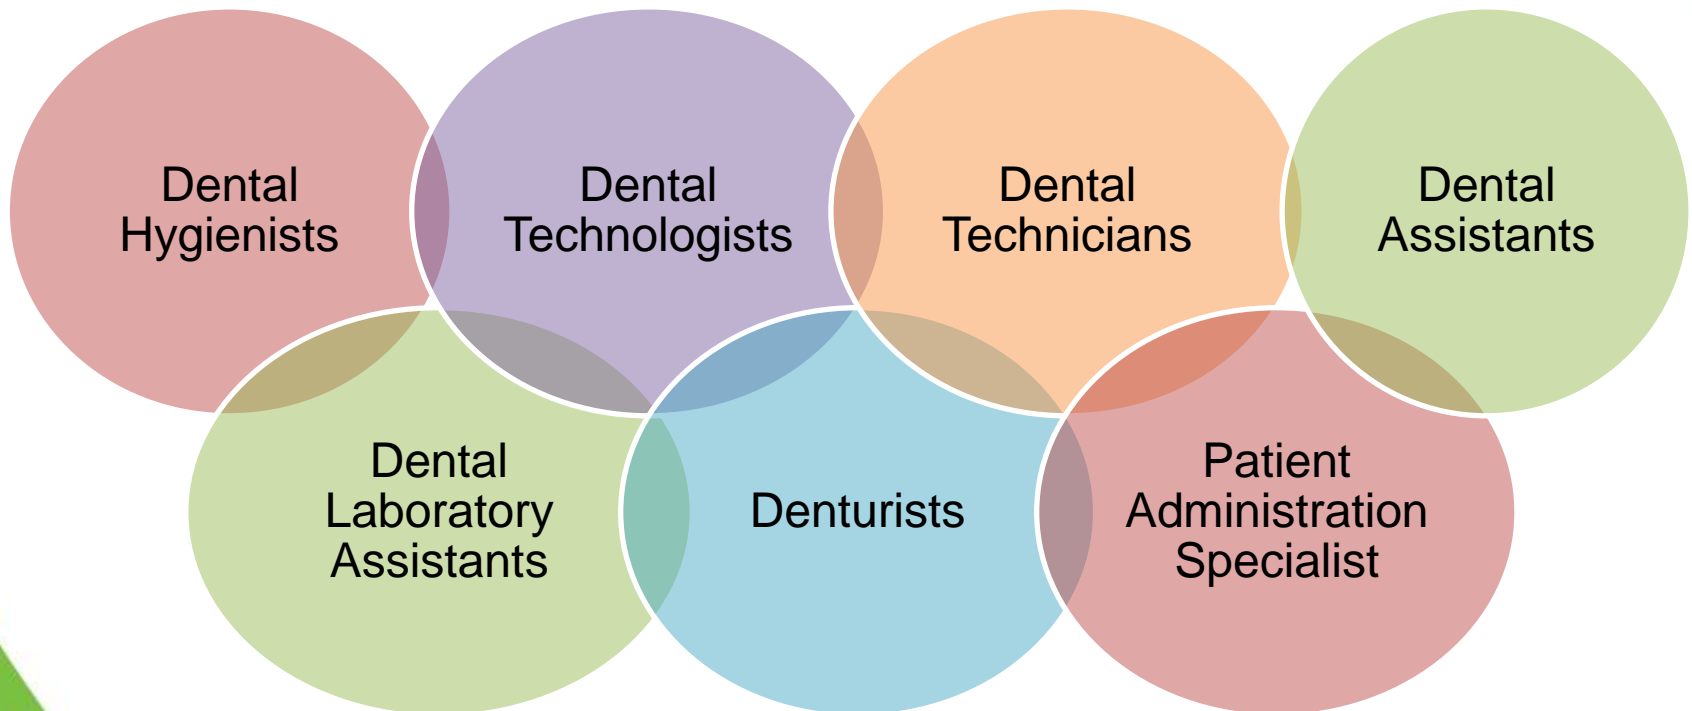 Dental
Hygienists
Dental
Technologists
Dental
Technicians
Dental
Assistants
Dental
Laboratory
Assistants
Denturists
Patient
Administration
Specialist